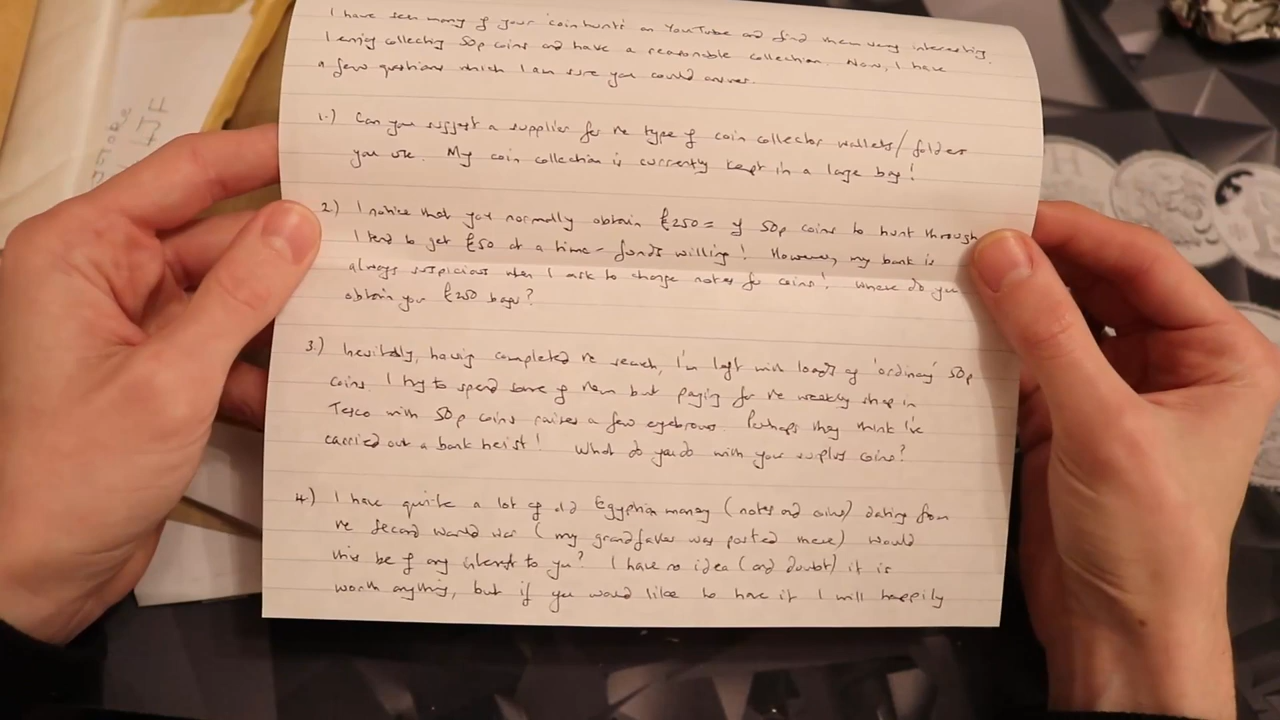 I have seen many of your 'coin hunts' on YouTube and find them very interesting.
I enjoy collecting 50p coins and have a reasonable collection. Now, I have
a few questions which I am sure you could answer.
1.) Can you suggest a supplier for the type of coin collector wallets/folders
you use. My coin collection is currently kept in a large bag!
2) I notice that you normally obtain £250= of 50p coins to hunt through
I tend to get £50 at a time - funds willing! However, my bank is
always suspicious when I ask to change notes for coins! Where do you
obtain your £250 bags?
3.) Inevitably, having completed the search, I'm left with loads of 'ordinary' 50p
coins. I try to spend some of them but paying for the weekly shop in
Tesco with 50p coins raises a few eyebrows. Perhaps they think I've
carried out a bank heist! What do you do with your surplus coins?
4) I have quite a lot of old Egyptian money (notes and coins) dating from
the Second World War (my grandfather was posted there) Would
this be of any interest to you? I have no idea (and doubt) it is
worth anything, but if you would like to have it I will happily